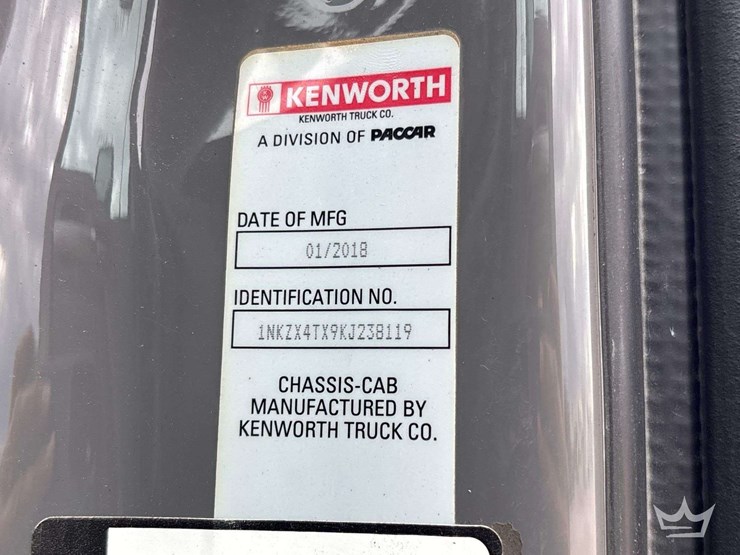 KENWORTH
KENWORTH TRUCK CO.
A DIVISION OF PACCAR
DATE OF MFG
01/2018
IDENTIFICATION NO.
1NKZX4TX9KJ238119
CHASSIS-CAB
MANUFACTURED BY
KENWORTH TRUCK CO.